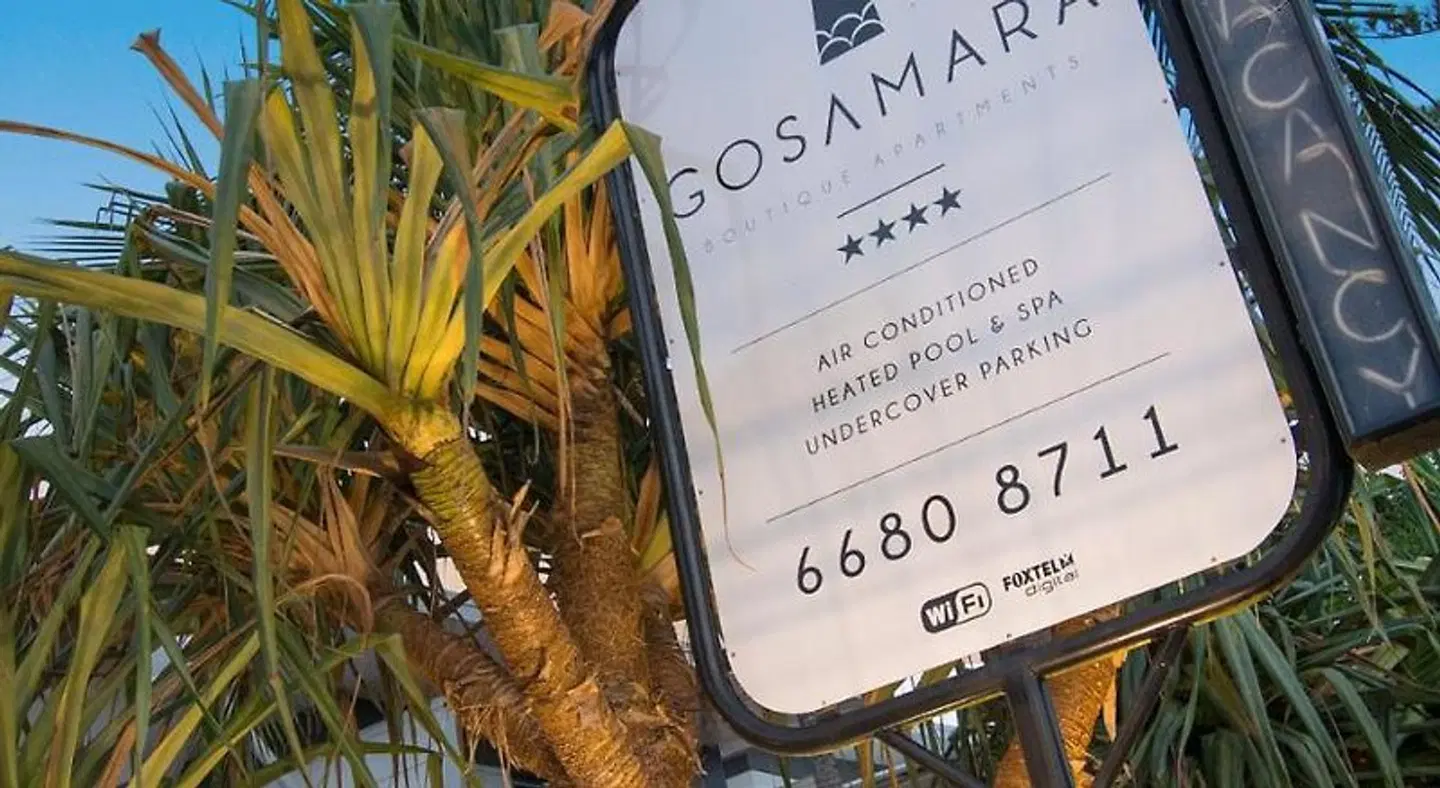 GOSAMARA
BOUTIQUE APARTMENTS
AIR CONDITIONED
HEATED POOL & SPA
UNDERCOVER PARKING
6680 8711
WiFi
FOXTEL
digital
VACANCY